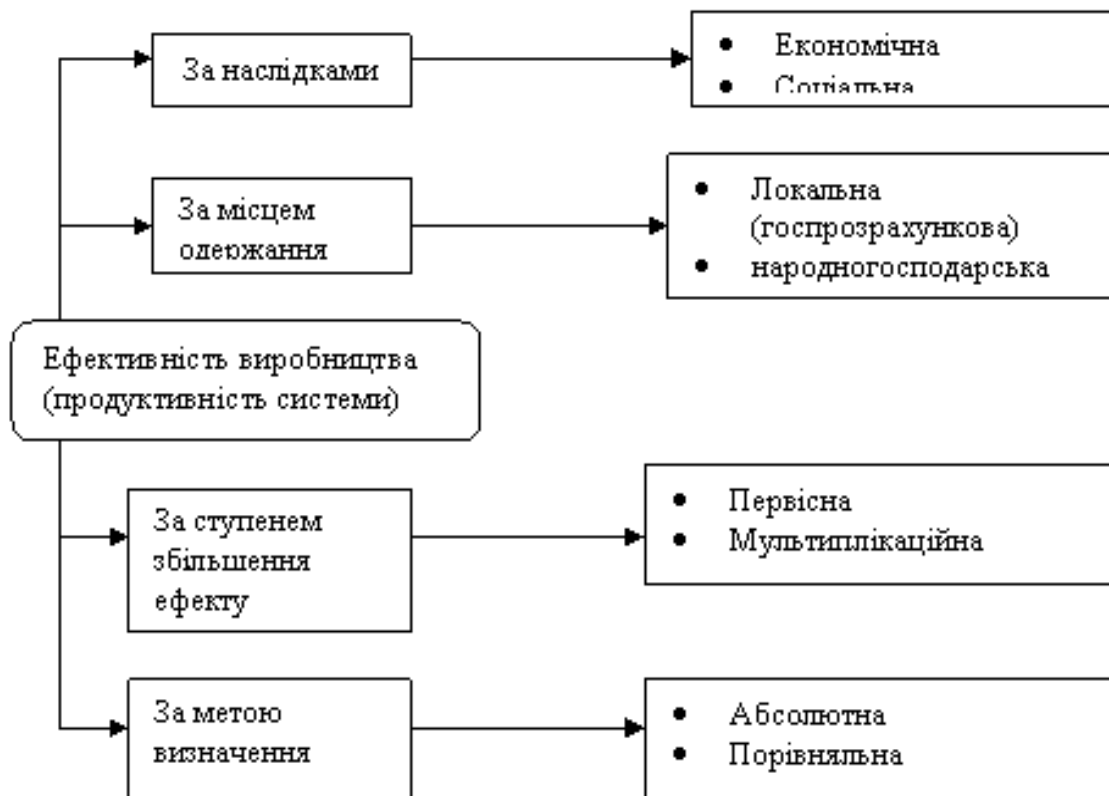 За наслідками
• Економічна
• Соціальна
За місцем
одержання
• Локальна
(госпрозрахункова)
• народногосподарська
Ефективність виробництва
(продуктивність системи)
За ступенем
збільшення
ефекту
• Первісна
• Мультиплікаційна
За метою
визначення
• Абсолютна
• Порівняльна